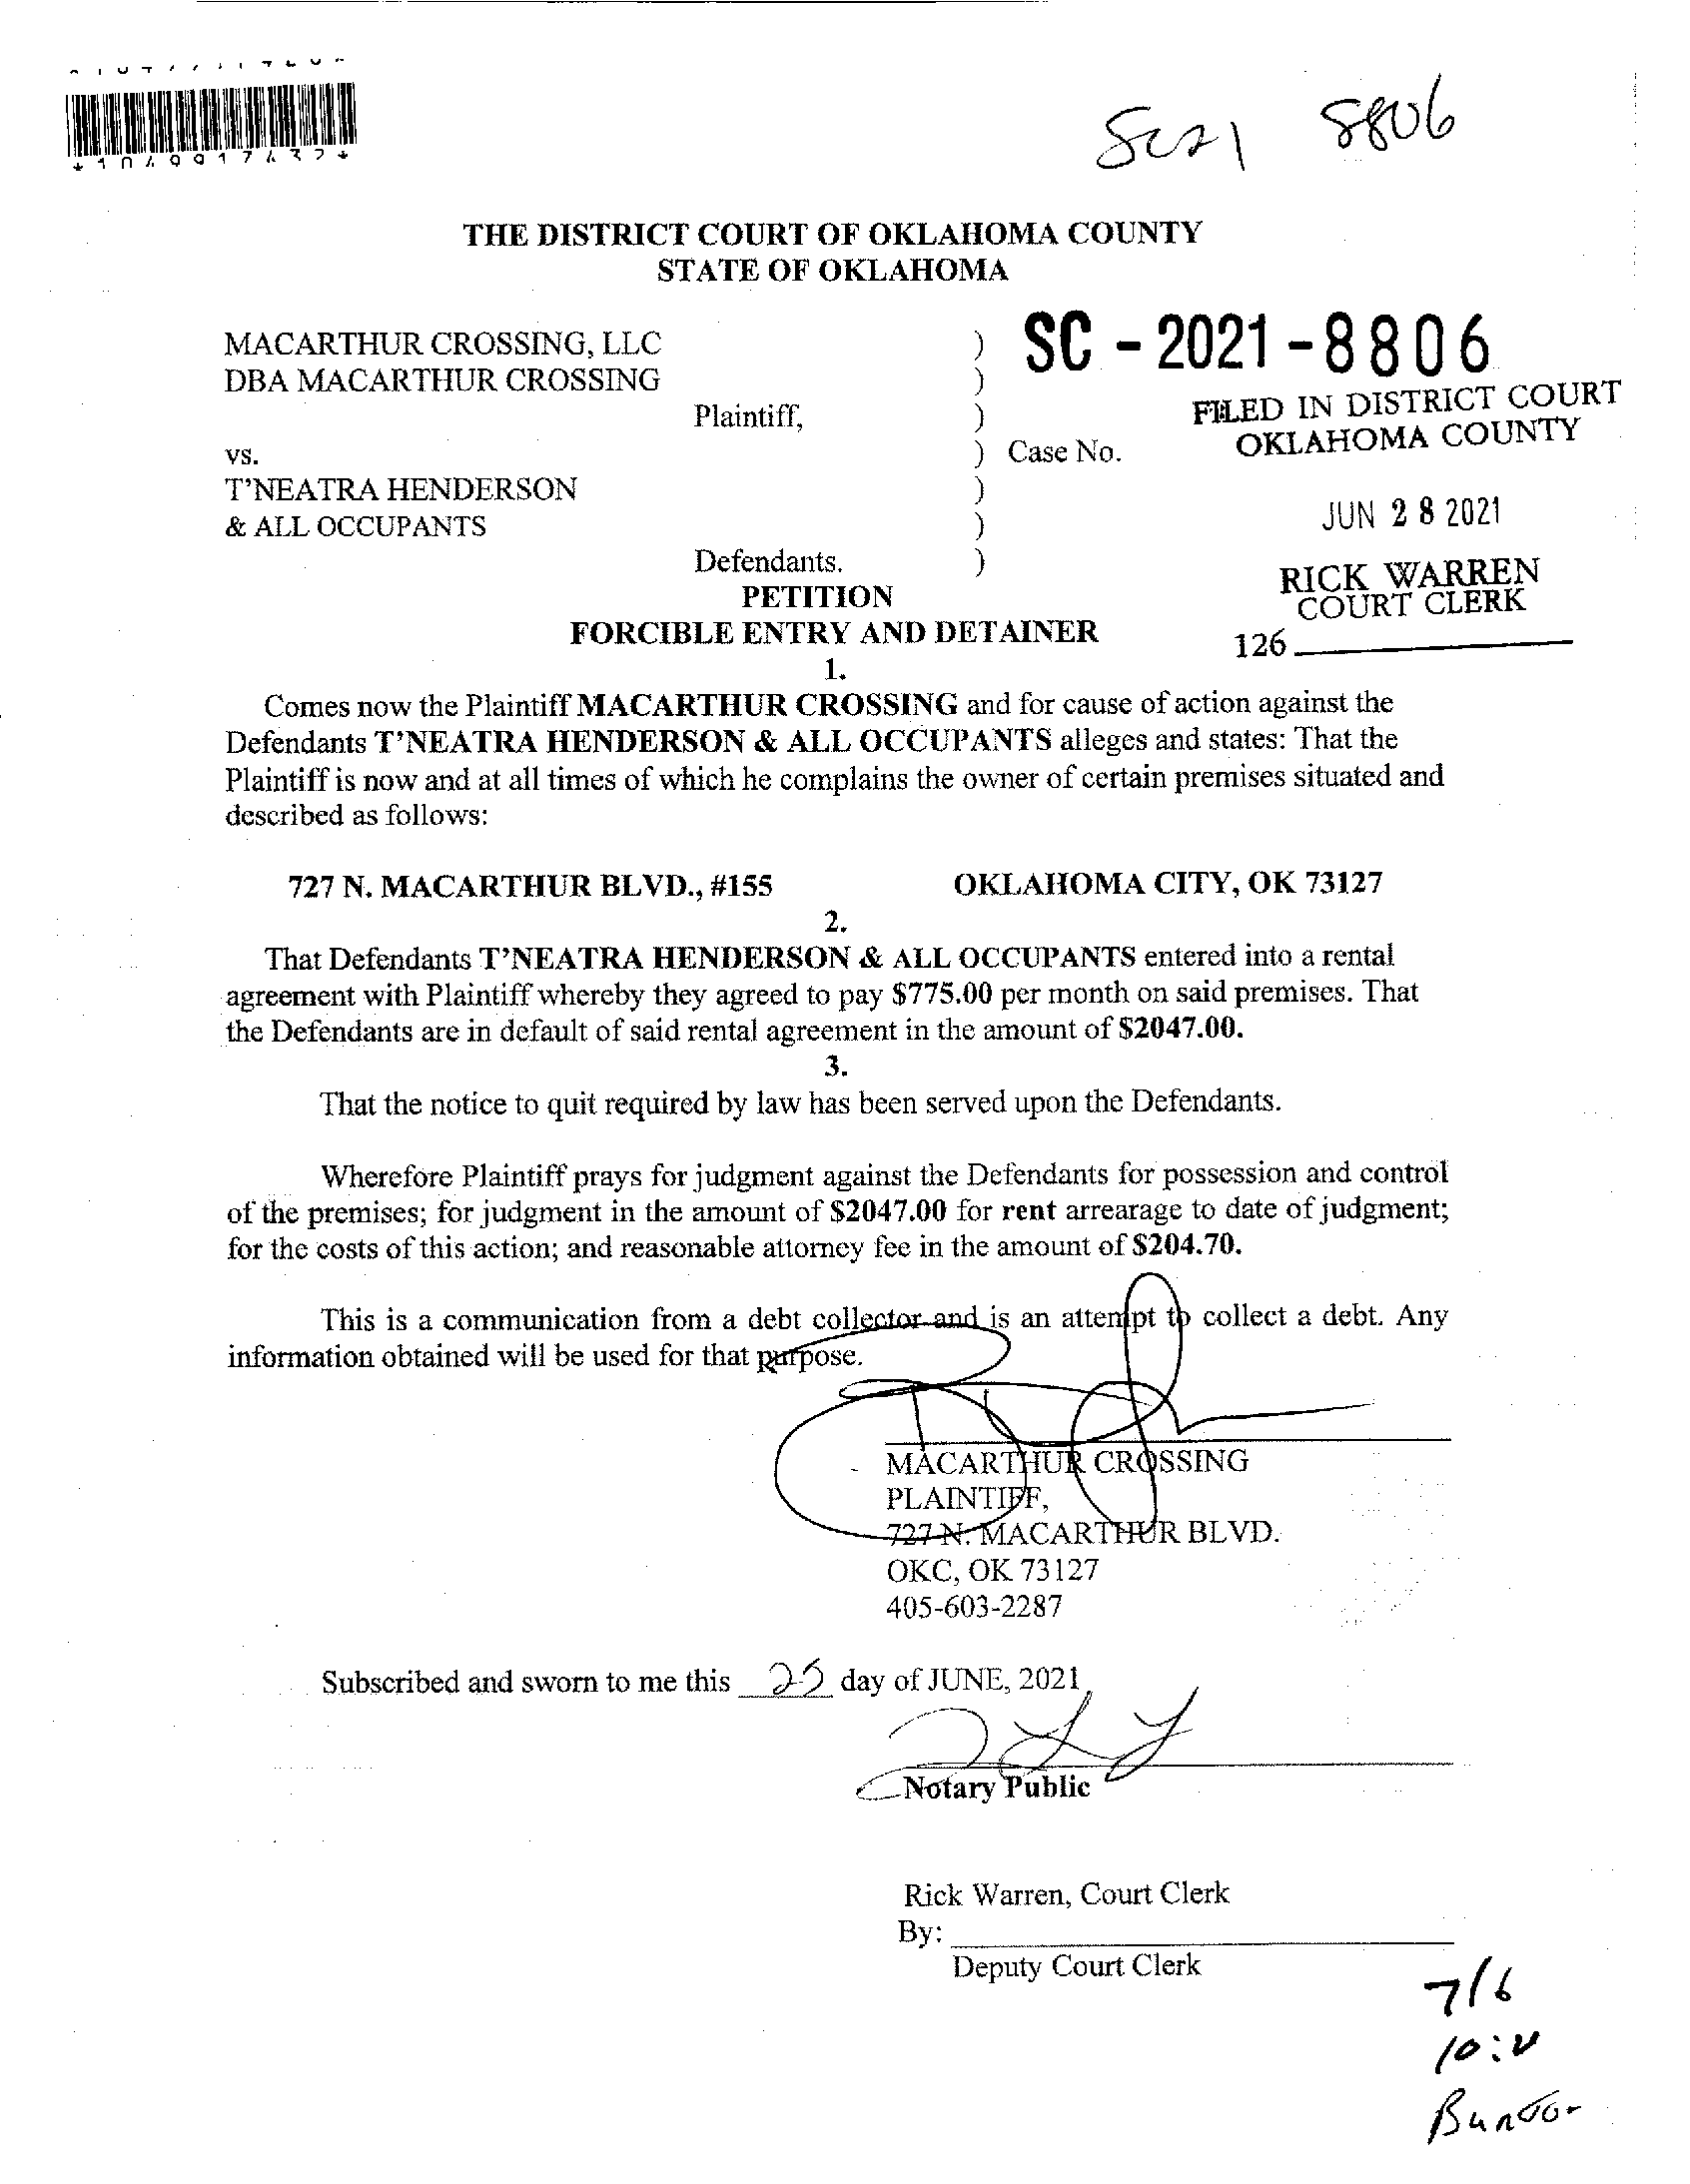 SC21 8806
THE DISTRICT COURT OF OKLAHOMA COUNTY
STATE OF OKLAHOMA
MACARTHUR CROSSING, LLC )
DBA MACARTHUR CROSSING )
Plaintiff, )
vs. ) Case No.
T'NEATRA HENDERSON )
& ALL OCCUPANTS )
Defendants. )
SC - 2021 - 8806
FILED IN DISTRICT COURT
OKLAHOMA COUNTY
JUN 28 2021
RICK WARREN
COURT CLERK
126
PETITION
FORCIBLE ENTRY AND DETAINER
1.
Comes now the Plaintiff MACARTHUR CROSSING and for cause of action against the
Defendants T'NEATRA HENDERSON & ALL OCCUPANTS alleges and states: That the
Plaintiff is now and at all times of which he complains the owner of certain premises situated and
described as follows:
727 N. MACARTHUR BLVD., #155 OKLAHOMA CITY, OK 73127
2.
That Defendants T'NEATRA HENDERSON & ALL OCCUPANTS entered into a rental
agreement with Plaintiff whereby they agreed to pay $775.00 per month on said premises. That
the Defendants are in default of said rental agreement in the amount of $2047.00.
3.
That the notice to quit required by law has been served upon the Defendants.
Wherefore Plaintiff prays for judgment against the Defendants for possession and control
of the premises; for judgment in the amount of $2047.00 for rent arrearage to date of judgment;
for the costs of this action; and reasonable attorney fee in the amount of $204.70.
This is a communication from a debt collector and is an attempt to collect a debt. Any
information obtained will be used for that purpose.
MACARTHUR CROSSING
PLAINTIFF,
727 N. MACARTHUR BLVD.
OKC, OK 73127
405-603-2287
Subscribed and sworn to me this 25 day of JUNE, 2021
Notary Public
Rick Warren, Court Clerk
By:
Deputy Court Clerk
7/6